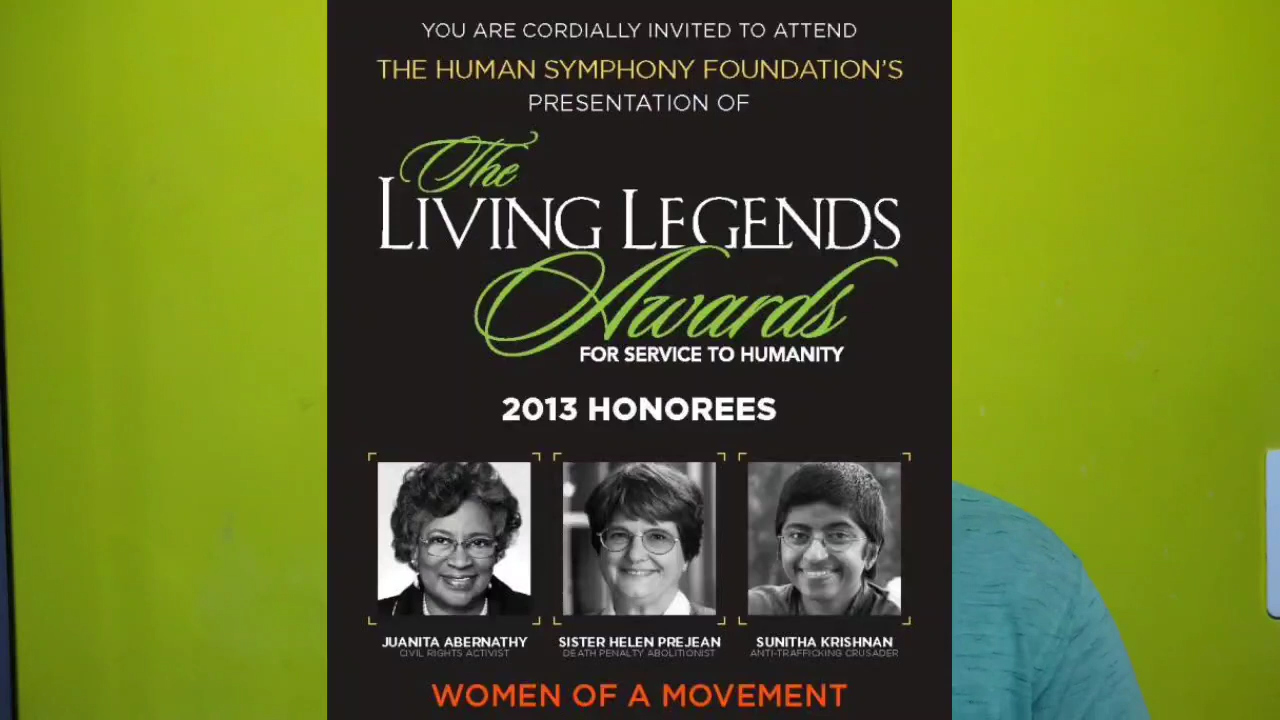 YOU ARE CORDIALLY INVITED TO ATTEND
THE HUMAN SYMPHONY FOUNDATION'S
PRESENTATION OF
The
LIVING LEGENDS
Awards
FOR SERVICE TO HUMANITY
2013 HONOREES
JUANITA ABERNATHY SISTER HELEN PREJEAN SUNITHA KRISHNAN
CIVIL RIGHTS ACTIVIST DEATH PENALTY ABOLITIONIST ANTI-TRAFFICKING CRUSADER
WOMEN OF A MOVEMENT